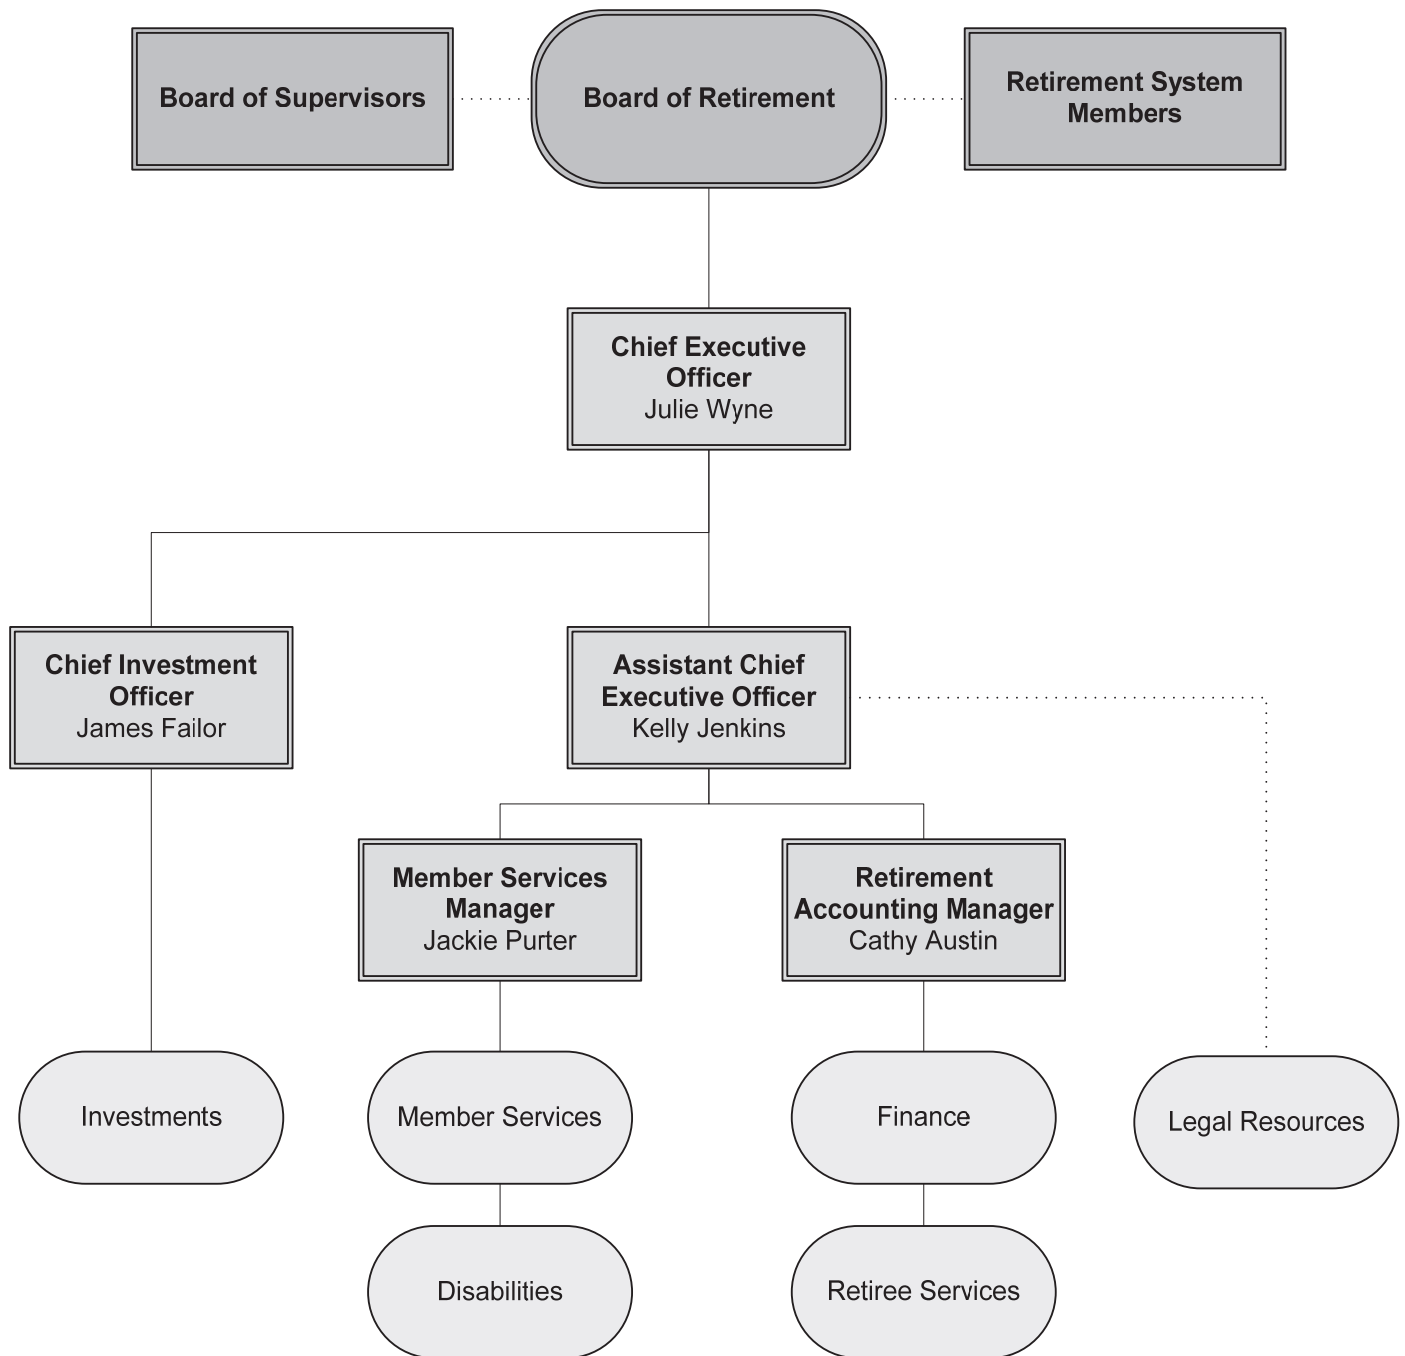 Board of Supervisors
Board of Retirement
Retirement System
Members
Chief Executive
Officer
Julie Wyne
Chief Investment
Officer
James Failor
Assistant Chief
Executive Officer
Kelly Jenkins
Member Services
Manager
Jackie Purter
Retirement
Accounting Manager
Cathy Austin
Investments
Member Services
Finance
Legal Resources
Disabilities
Retiree Services